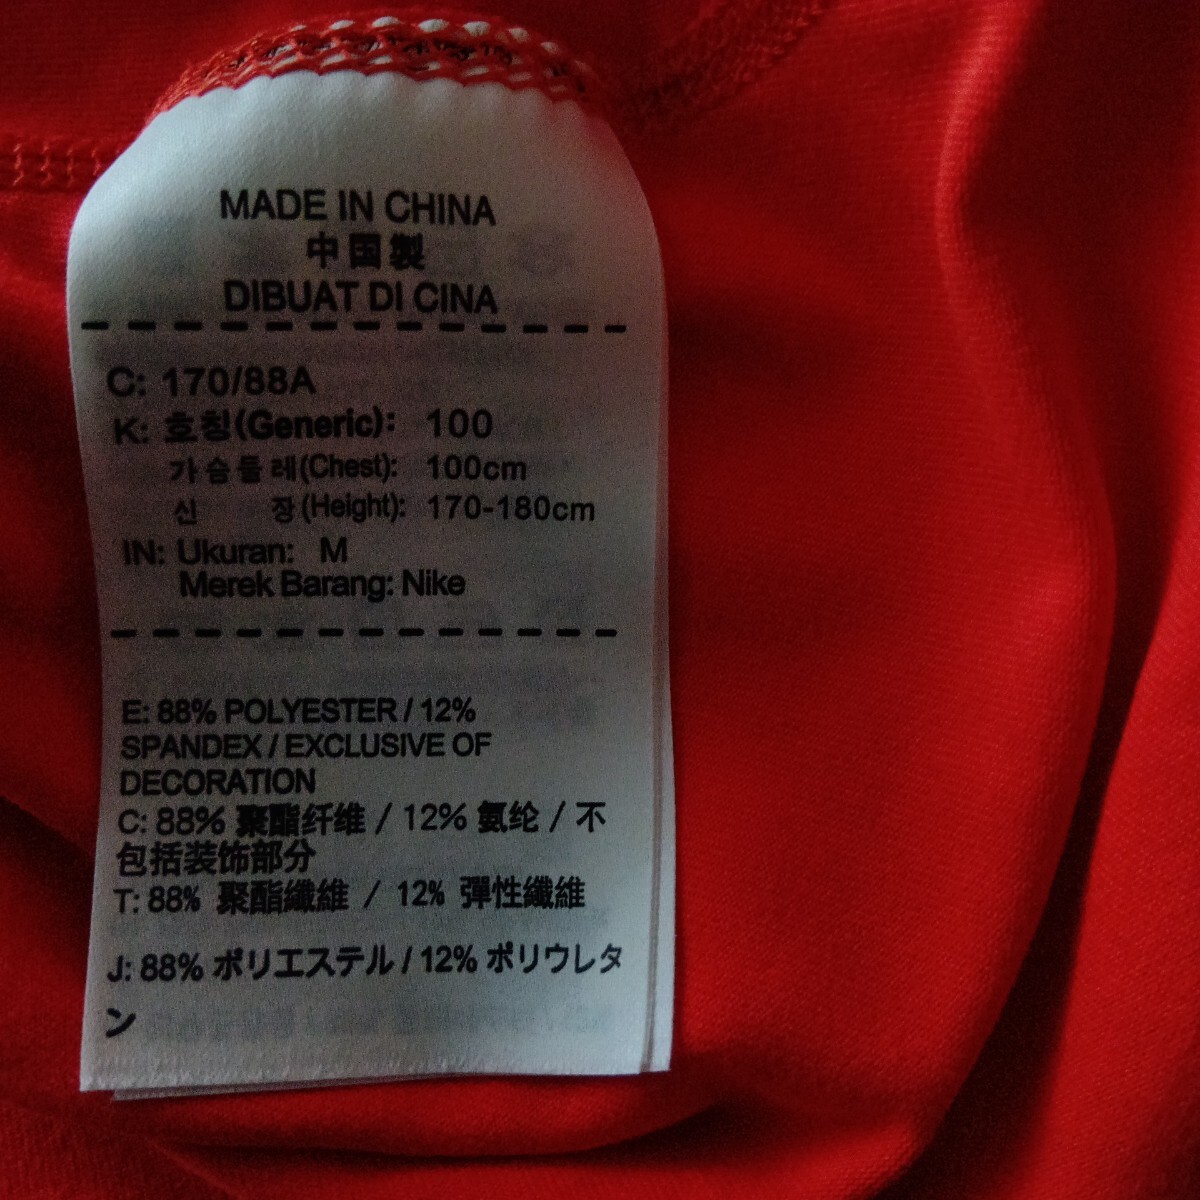 MADE IN CHINA
中国製
DIBUAT DI CINA
C: 170/88A
K: 호칭(Generic): 100
가슴둘레(Chest): 100cm
신 장(Height): 170-180cm
IN: Ukuran: M
Merek Barang: Nike
E: 88% POLYESTER / 12%
SPANDEX / EXCLUSIVE OF
DECORATION
C: 88% 聚酯纤维 / 12% 氨纶 / 不
包括装饰部分
T: 88% 聚酯纖維 / 12% 彈性纖維
J: 88% ポリエステル / 12% ポリウレタ
ン